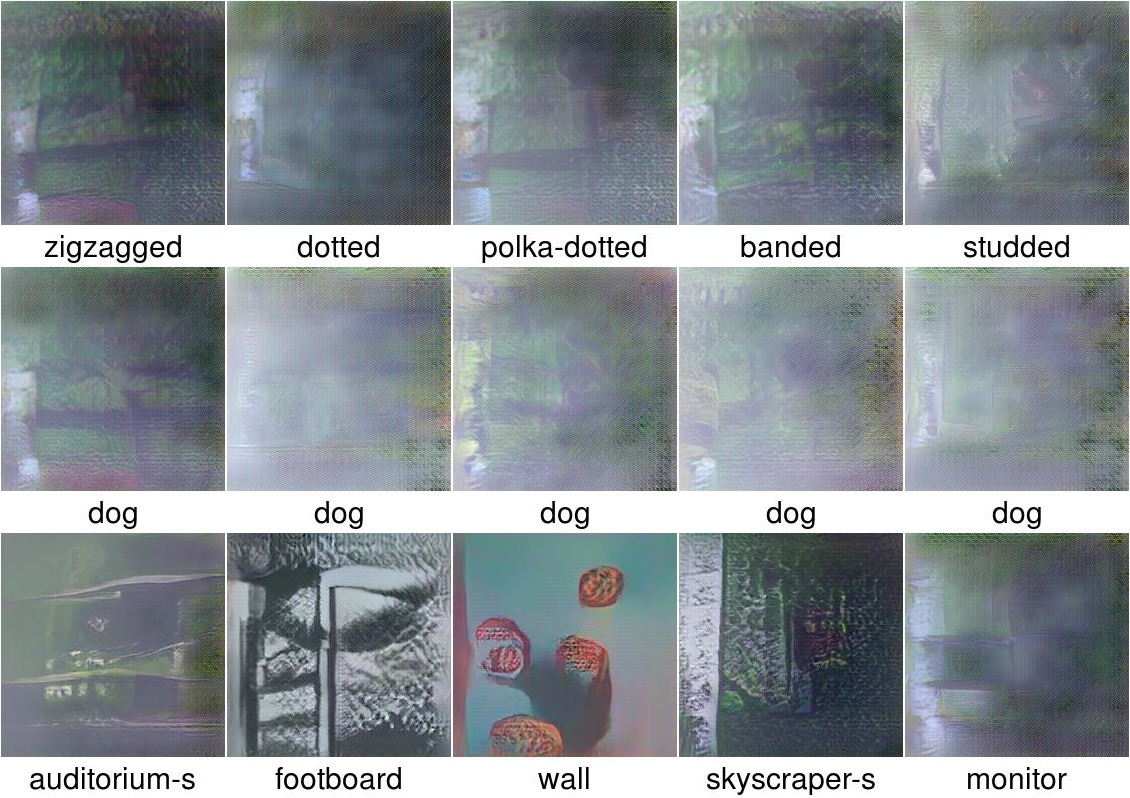 zigzagged dotted polka-dotted banded studded
dog dog dog dog dog
auditorium-s footboard wall skyscraper-s monitor